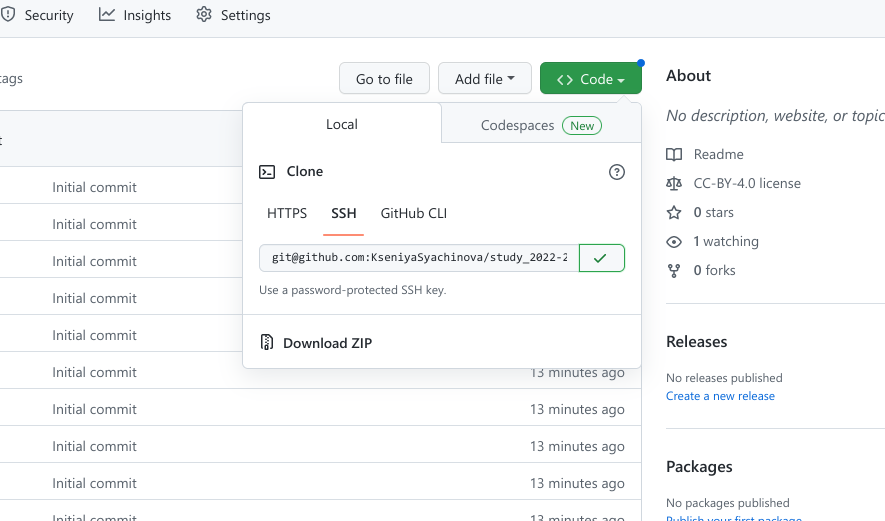 Security Insights Settings
tags
Go to file Add file Code
Local Codespaces New
Clone
HTTPS SSH GitHub CLI
git@github.com:KseniyaSyachinova/study_2022-2
Use a password-protected SSH key.
Download ZIP
Initial commit
Initial commit
Initial commit
Initial commit
Initial commit
Initial commit 13 minutes ago
Initial commit 13 minutes ago
Initial commit 13 minutes ago
Initial commit 13 minutes ago
Initial commit 13 minutes ago
About
No description, website, or topic
Readme
CC-BY-4.0 license
0 stars
1 watching
0 forks
Releases
No releases published
Create a new release
Packages
No packages published
Publish your first package